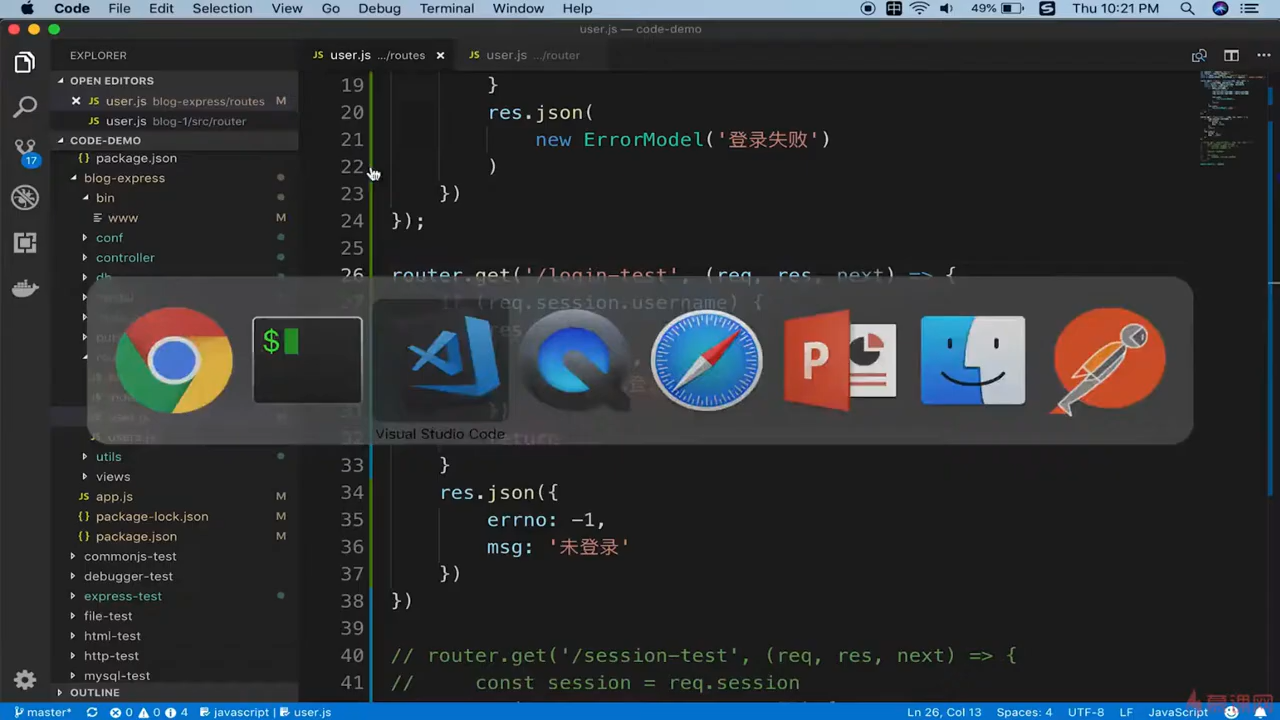 Code File Edit Selection View Go Debug Terminal Window Help 49% Thu 10:21 PM
user.js — code-demo
EXPLORER
JS user.js .../routes
JS user.js .../router
OPEN EDITORS
JS user.js blog-express/routes M
JS user.js blog-1/src/router
CODE-DEMO
package.json
blog-express
bin
www M
conf
controller
utils
views
JS app.js M
package-lock.json M
package.json M
commonjs-test
debugger-test
express-test
file-test
html-test
http-test
mysql-test
OUTLINE
17
19 }
20 res.json(
21 new ErrorModel('登录失败')
22 )
23 })
24 });
25
26 router.get('/login-test', (req, res, next) => {
if (req.session.username) {
$
Visual Studio Code
return
33 }
34 res.json({
35 errno: -1,
36 msg: '未登录'
37 })
38 })
39
40 // router.get('/session-test', (req, res, next) => {
41 // const session = req.session
master* 0 0 4 javascript | user.js Ln 26, Col 13 Spaces: 4 UTF-8 LF JavaScript